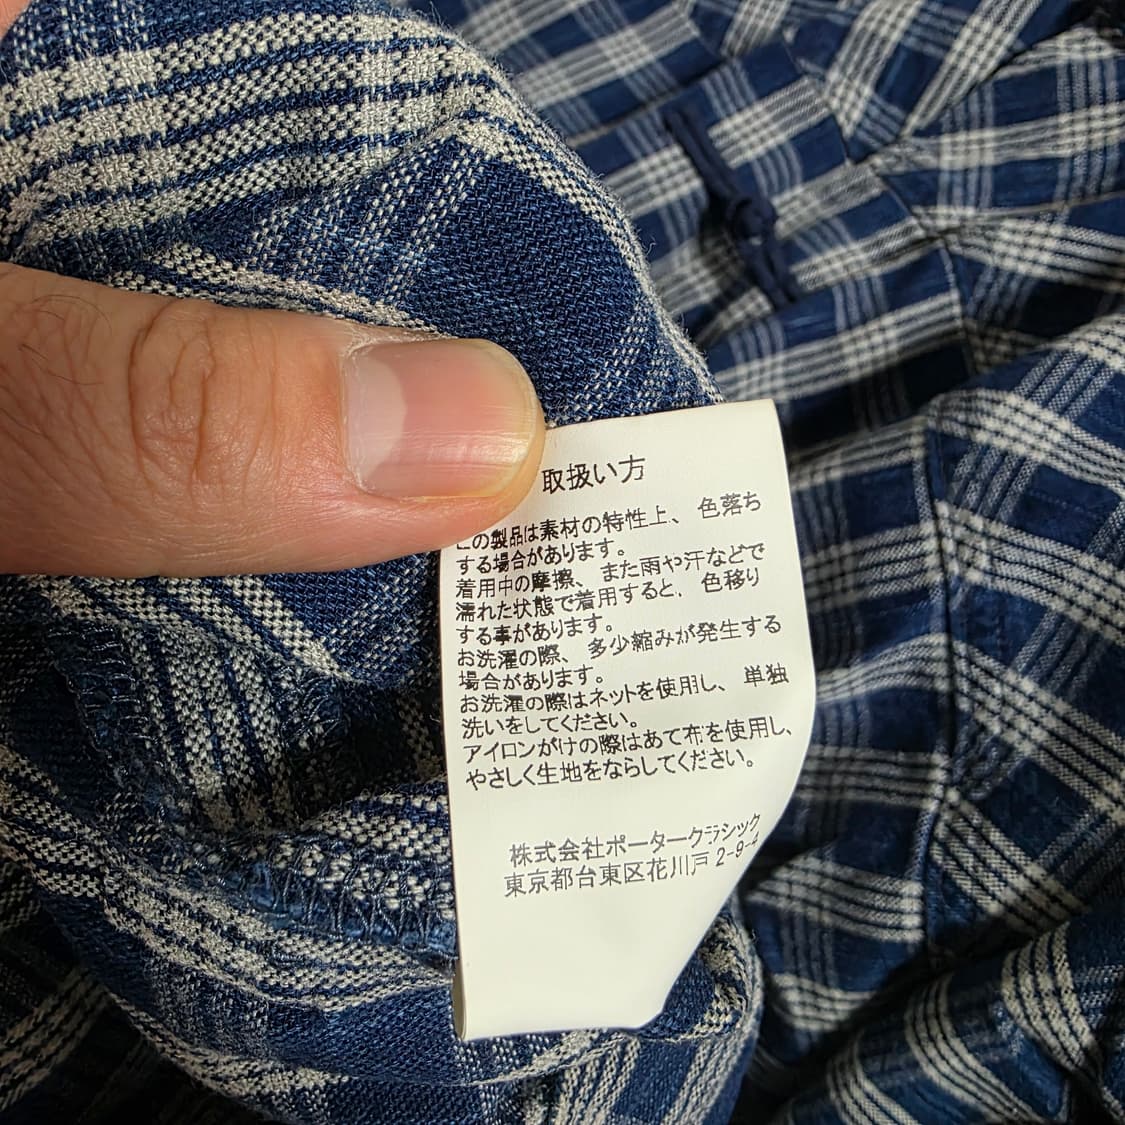 取扱い方
この製品は素材の特性上、色落ち
する場合があります。
着用中の摩擦、また雨や汗などで
濡れた状態で着用すると、色移り
する事があります。
お洗濯の際、多少縮みが発生する
場合があります。
お洗濯の際はネットを使用し、単独
洗いをしてください。
アイロンがけの際はあて布を使用し、
やさしく生地をならしてください。
株式会社ポータークラシック
東京都台東区花川戸2-9-4